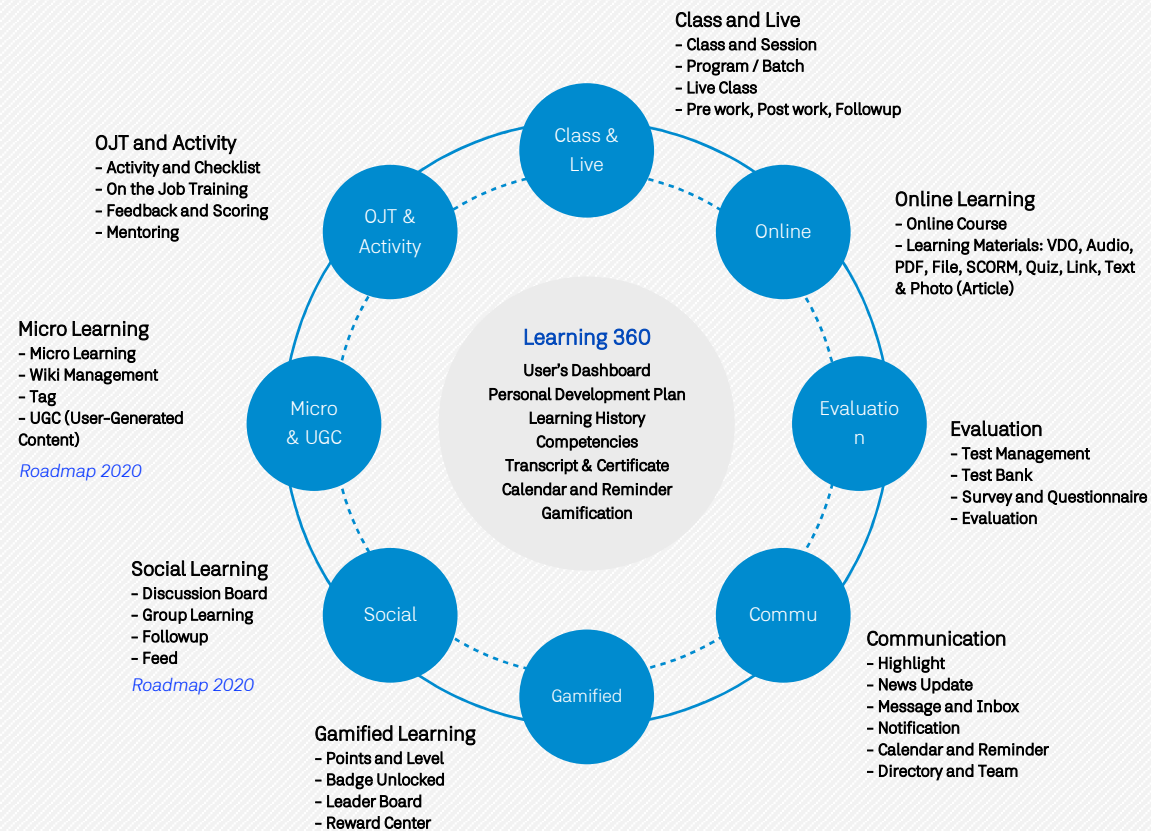 Class and Live
- Class and Session
- Program / Batch
- Live Class
- Pre work, Post work, Followup
Class &
Live
OJT and Activity
- Activity and Checklist
- On the Job Training
- Feedback and Scoring
- Mentoring
OJT &
Activity
Online
Online Learning
- Online Course
- Learning Materials: VDO, Audio,
PDF, File, SCORM, Quiz, Link, Text
& Photo (Article)
Micro Learning
- Micro Learning
- Wiki Management
- Tag
- UGC (User-Generated
Content)
Roadmap 2020
Micro
& UGC
Learning 360
User's Dashboard
Personal Development Plan
Learning History
Competencies
Transcript & Certificate
Calendar and Reminder
Gamification
Evaluatio
n
Evaluation
- Test Management
- Test Bank
- Survey and Questionnaire
- Evaluation
Social Learning
- Discussion Board
- Group Learning
- Followup
- Feed
Roadmap 2020
Social
Commu
Communication
- Highlight
- News Update
- Message and Inbox
- Notification
- Calendar and Reminder
- Directory and Team
Gamified
Gamified Learning
- Points and Level
- Badge Unlocked
- Leader Board
- Reward Center